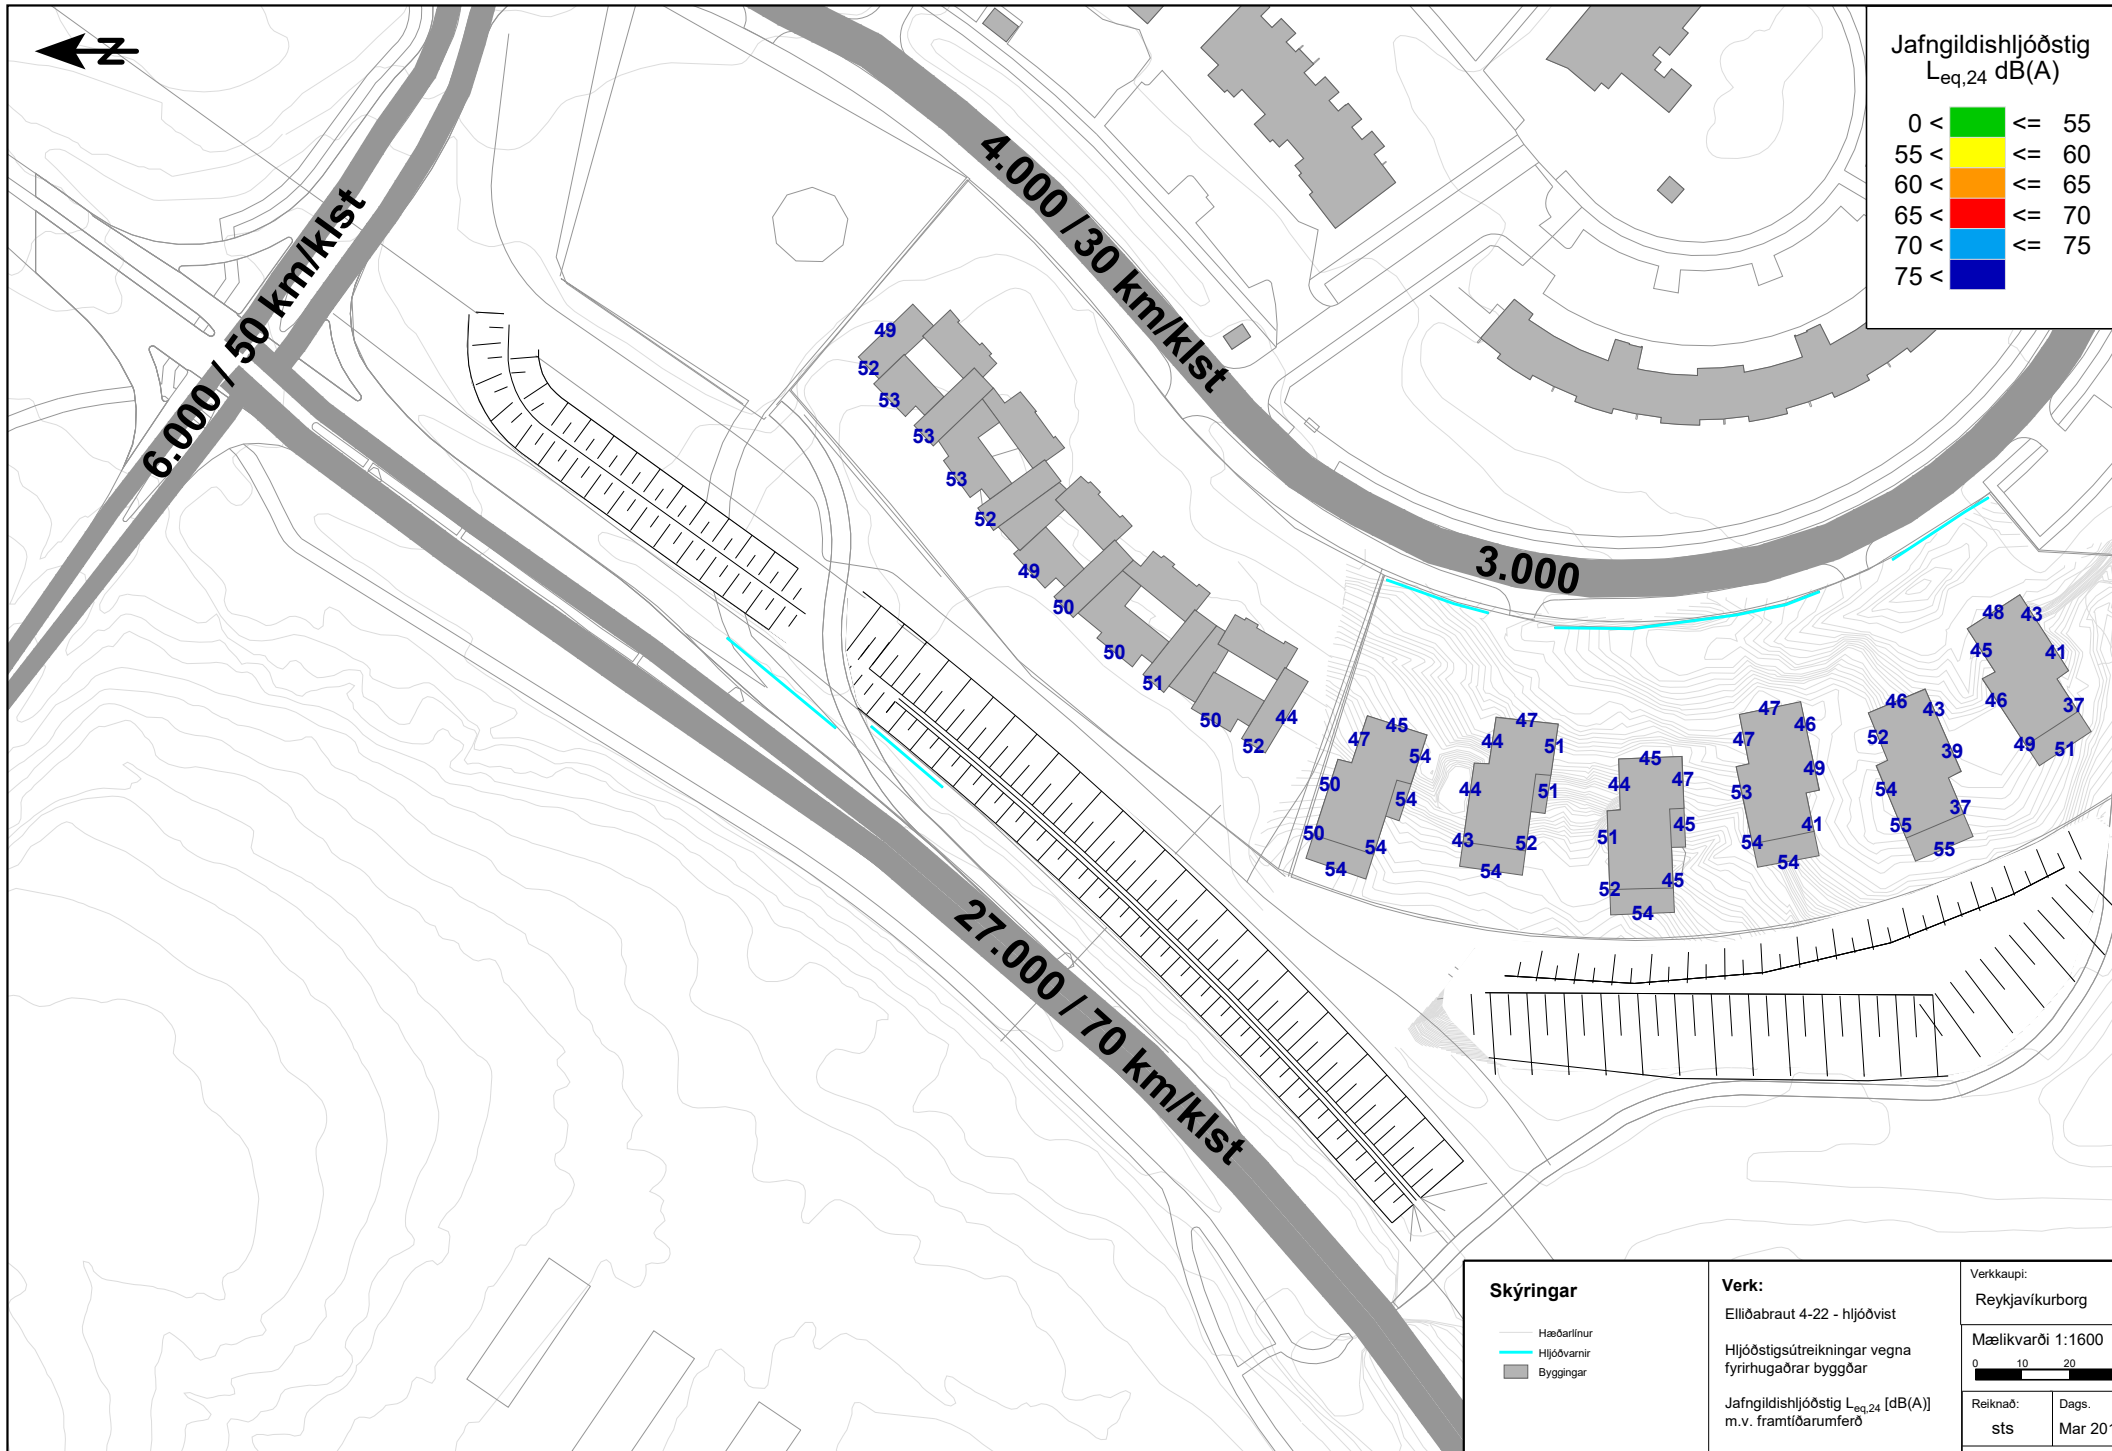 Z
Jafngildishljóðstig
Leq,24 dB(A)
0 < <= 55
55 < <= 60
60 < <= 65
65 < <= 70
70 < <= 75
75 <
6.000 / 50 km/klst
4.000 / 30 km/klst
3.000
27.000 / 70 km/klst
49
52
53
53
53
52
49
50
50
51
50
52
44
45
47
54
50
54
50
54
54
47
44
51
44
51
43
52
54
45
44
47
51
45
52
45
54
47
46
47
49
53
41
54
54
46
43
52
39
54
37
55
55
48
43
45
41
46
37
49
51
Skýringar
Hæðarlínur
Hljóðvarnir
Byggingar
Verk:
Elliðabraut 4-22 - hljóðvist
Hljóðstigsútreikningar vegna
fyrirhugaðrar byggðar
Jafngildishljóðstig Leq,24 [dB(A)]
m.v. framtíðarumferð
Verkkaupi:
Reykjavíkurborg
Mælikvarði 1:1600
0 10 20
Reiknað:
sts
Dags.
Mar 201